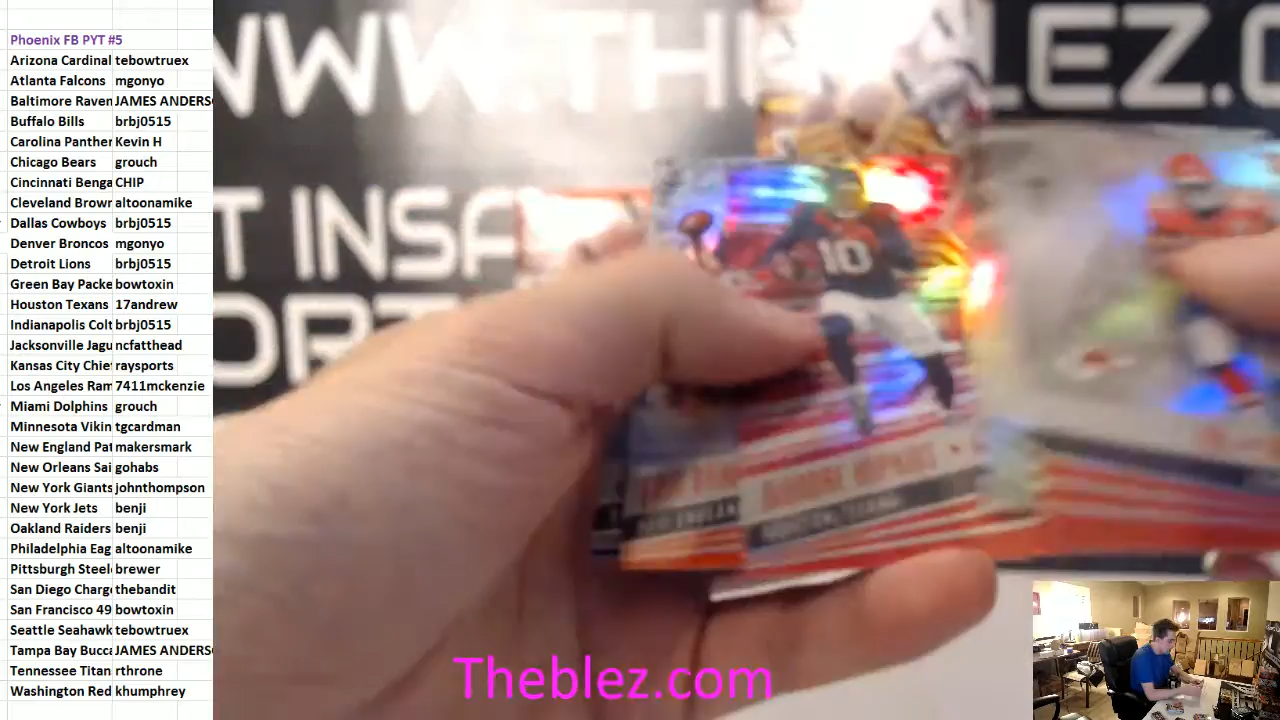 Phoenix FB PYT #5
Arizona Cardinal tebowtruex
Atlanta Falcons mgonyo
Baltimore Raven JAMES ANDERS
Buffalo Bills brbj0515
Carolina Panther Kevin H
Chicago Bears grouch
Cincinnati Benga CHIP
Cleveland Brown altoonamike
Dallas Cowboys brbj0515
Denver Broncos mgonyo
Detroit Lions brbj0515
Green Bay Packe bowtoxin
Houston Texans 17andrew
Indianapolis Colt brbj0515
Jacksonville Jagu ncfatthead
Kansas City Chief raysports
Los Angeles Ram 7411mckenzie
Miami Dolphins grouch
Minnesota Vikin tgcardman
New England Pat makersmark
New Orleans Sai gohabs
New York Giants johnthompson
New York Jets benji
Oakland Raiders benji
Philadelphia Eag altoonamike
Pittsburgh Steel brewer
San Diego Charg thebandit
San Francisco 49 bowtoxin
Seattle Seahawk tebowtruex
Tampa Bay Bucca JAMES ANDERS
Tennessee Titan rthrone
Washington Red khumphrey
WWW.TH LEZ.C
T INSA
ORT
10
HOUSTON TEXANS
Theblez.com